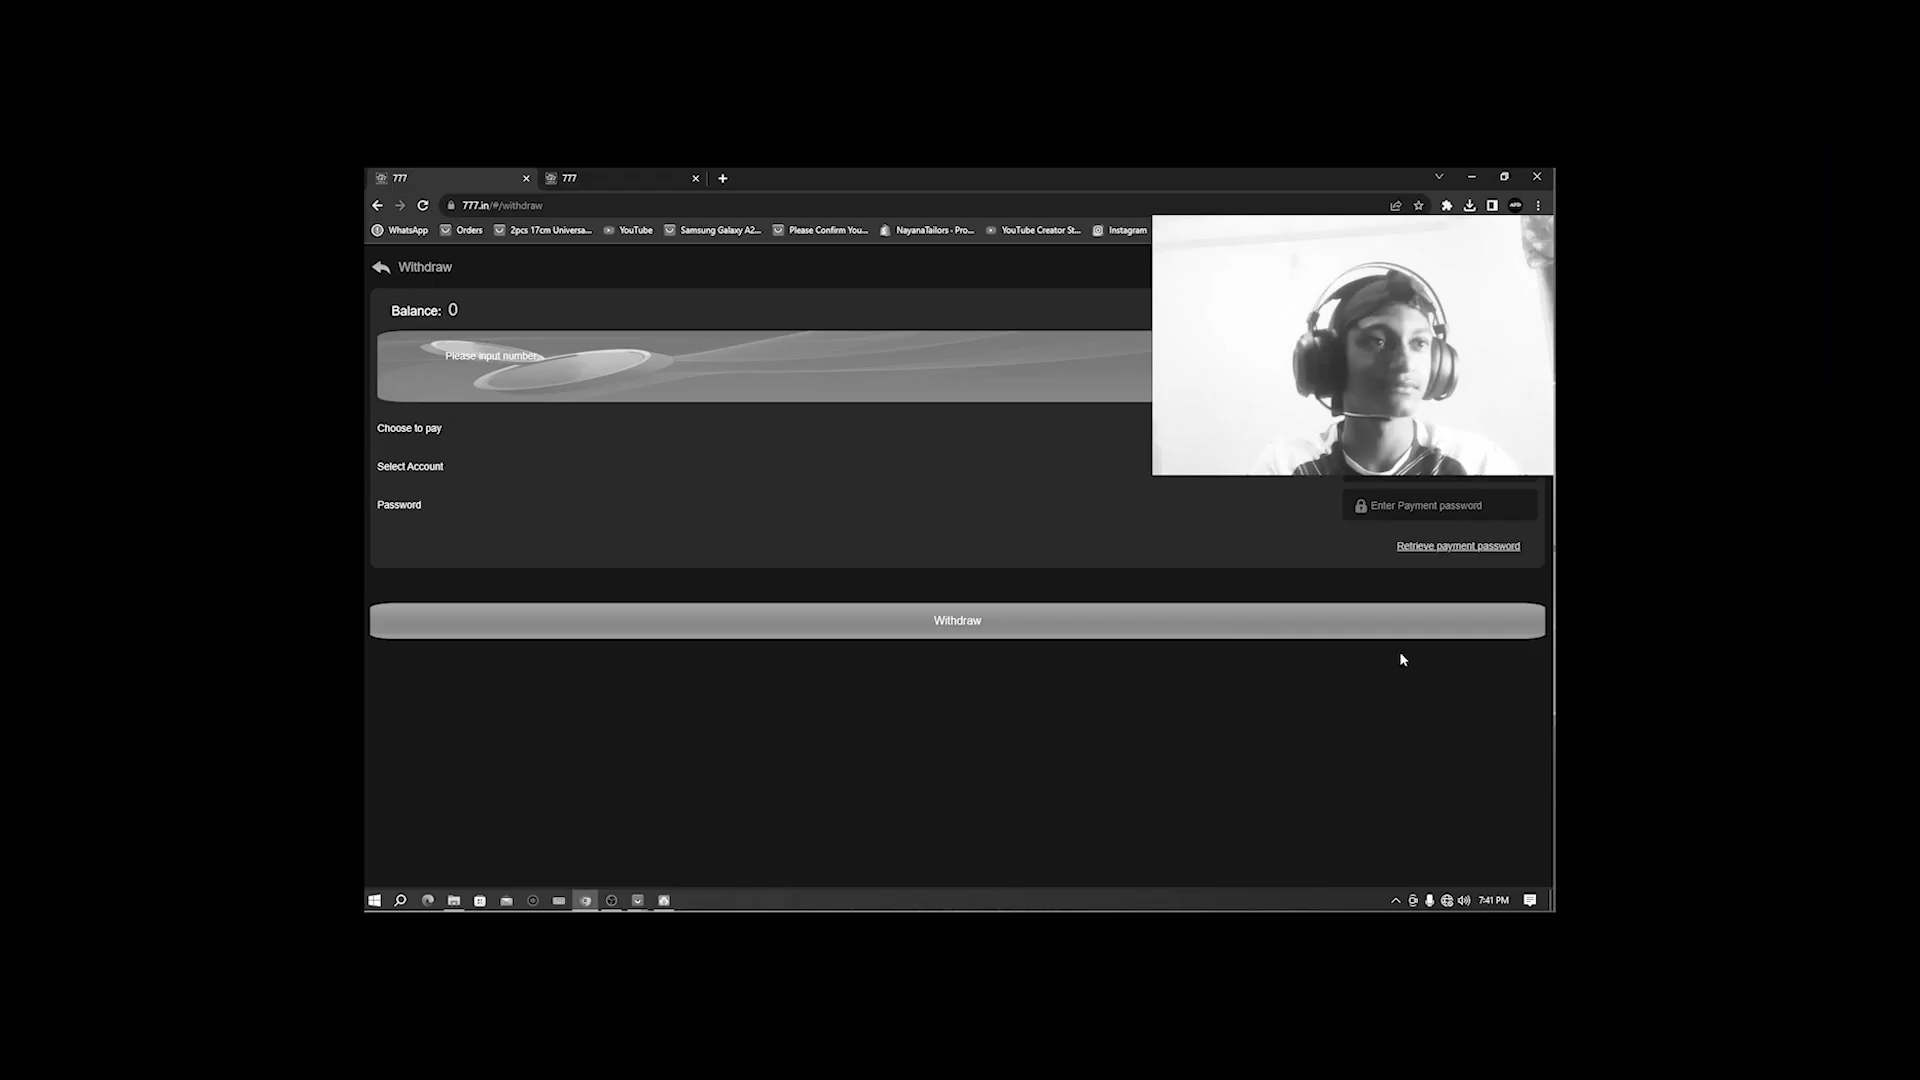 777
777
777.in/#/withdraw
WhatsApp
Orders
2pcs 17cm Universa...
YouTube
Samsung Galaxy A2...
Please Confirm You...
NayanaTailors - Pro...
YouTube Creator St...
Instagram
Withdraw
Balance: 0
Please input number
Choose to pay
Select Account
Password
Enter Payment password
Retrieve payment password
Withdraw
7:41 PM